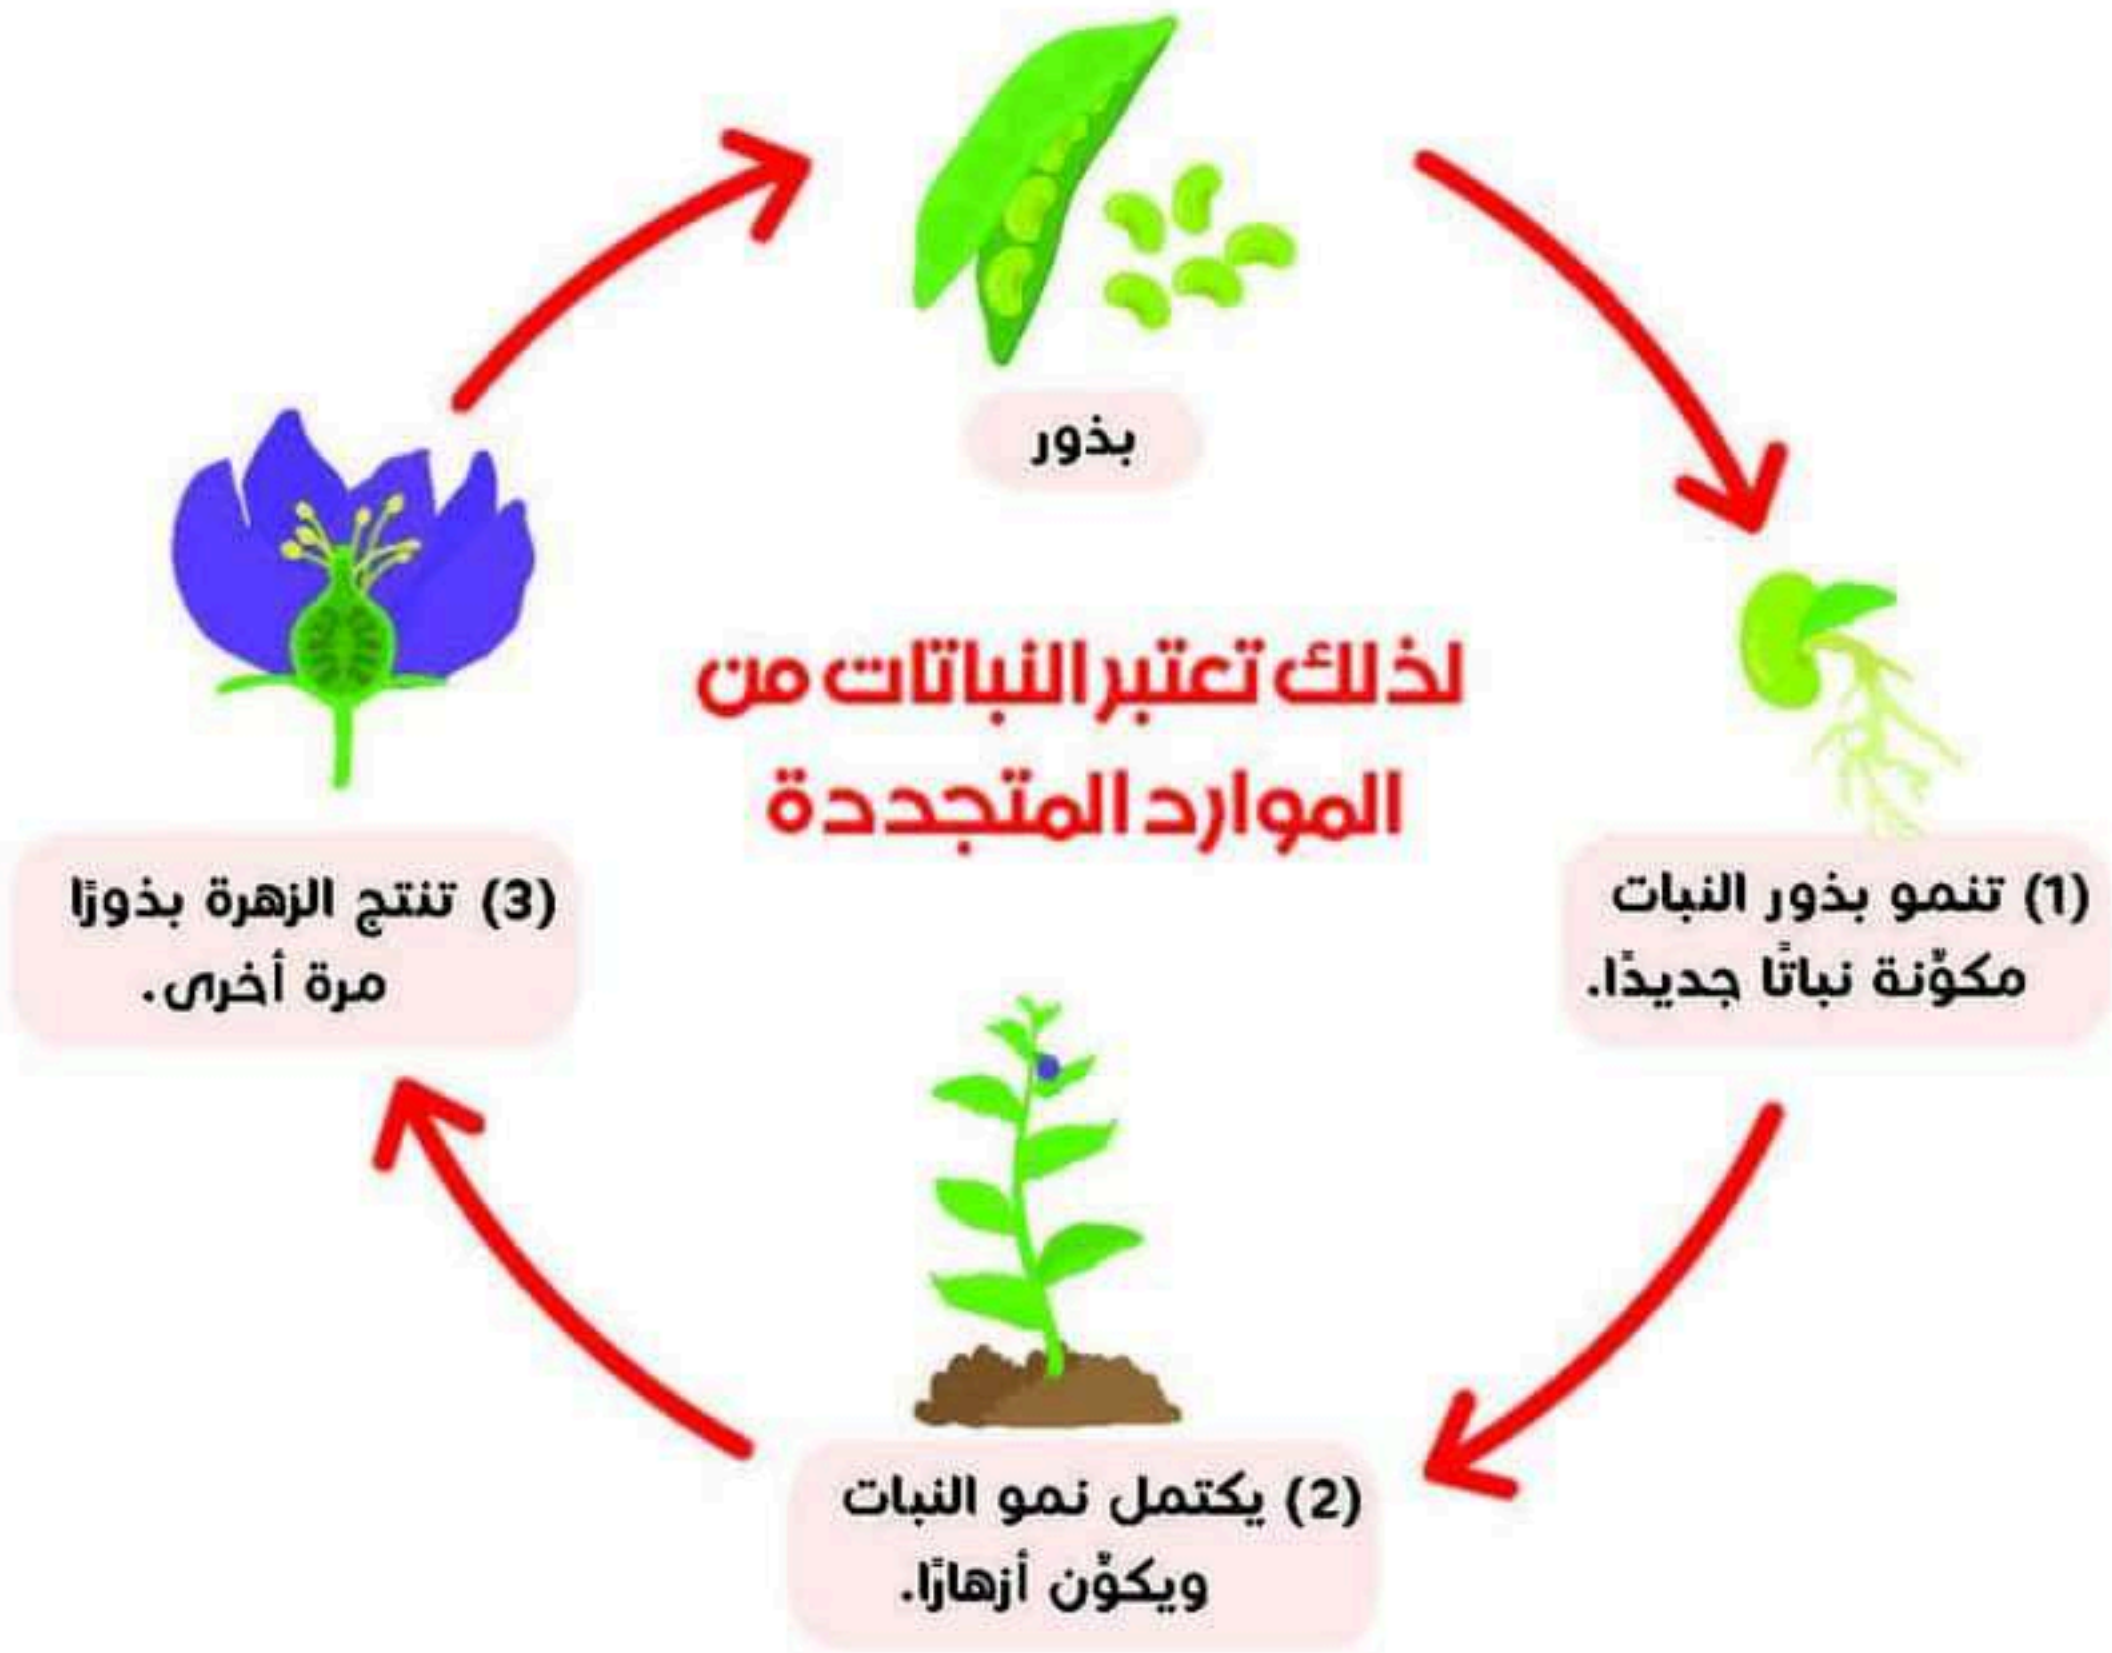 بذور
لذلك تعتبر النباتات من
الموارد المتجددة
(1) تنمو بذور النبات
مكوّنة نباتًا جديدًا.
(2) يكتمل نمو النبات
ويكوّن أزهارًا.
(3) تنتج الزهرة بذورًا
مرة أخرى.